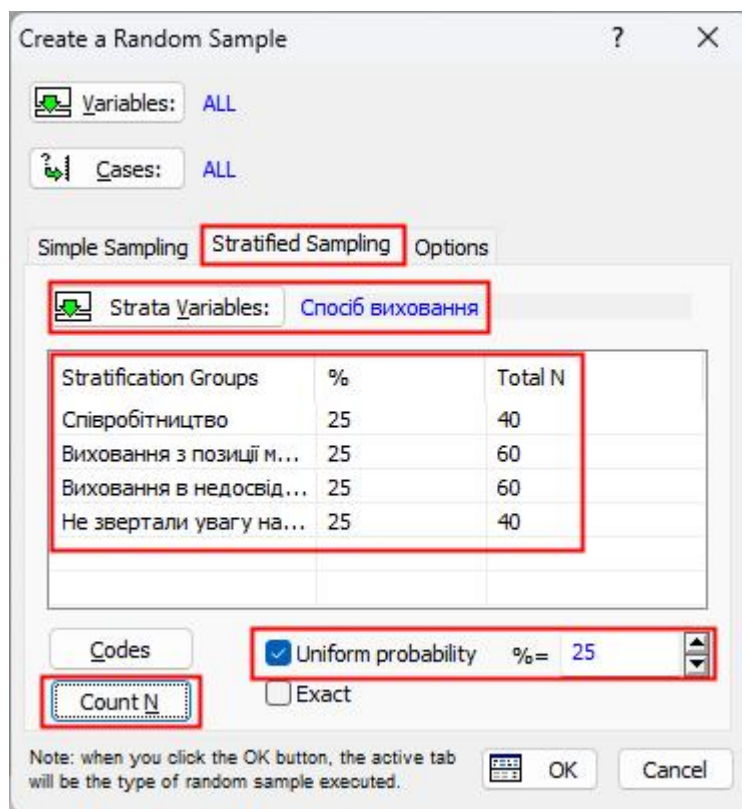 Create a Random Sample ? X
Variables: ALL
Cases: ALL
Simple Sampling Stratified Sampling Options
Strata Variables: Спосіб виховання
Stratification Groups % Total N
Співробітництво 25 40
Виховання з позиції м... 25 60
Виховання в недосвід... 25 60
Не звертали увагу на... 25 40
Codes Uniform probability %= 25
Count N Exact
Note: when you click the OK button, the active tab
will be the type of random sample executed.
OK Cancel